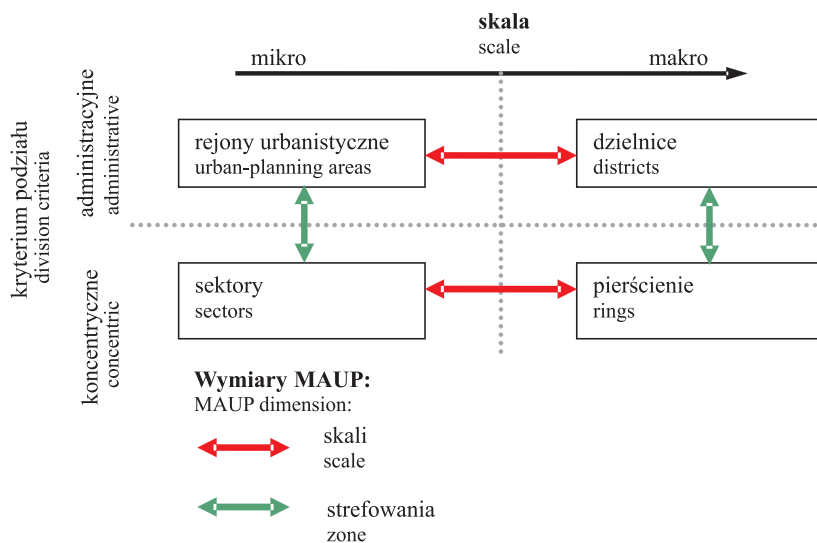 skala
scale
mikro
makro
kryterium podziału
division criteria
administracyjne
administrative
rejony urbanistyczne
urban-planning areas
dzielnice
districts
koncentryczne
concentric
sektory
sectors
pierścienie
rings
Wymiary MAUP:
MAUP dimension:
skali
scale
strefowania
zone